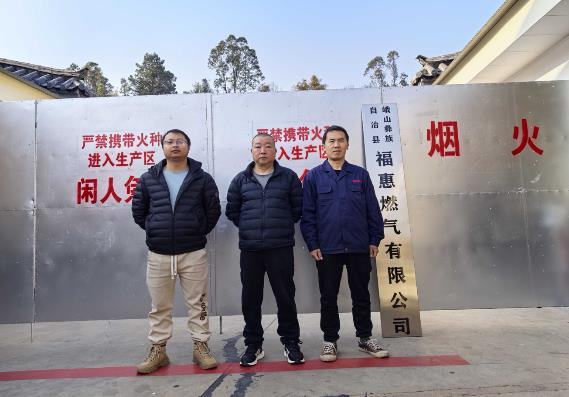 严禁携带火种
进入生产区
闲人免
严禁携带火种
进入生产区
峨山彝族
自治县
福惠燃气有限公司
烟 火